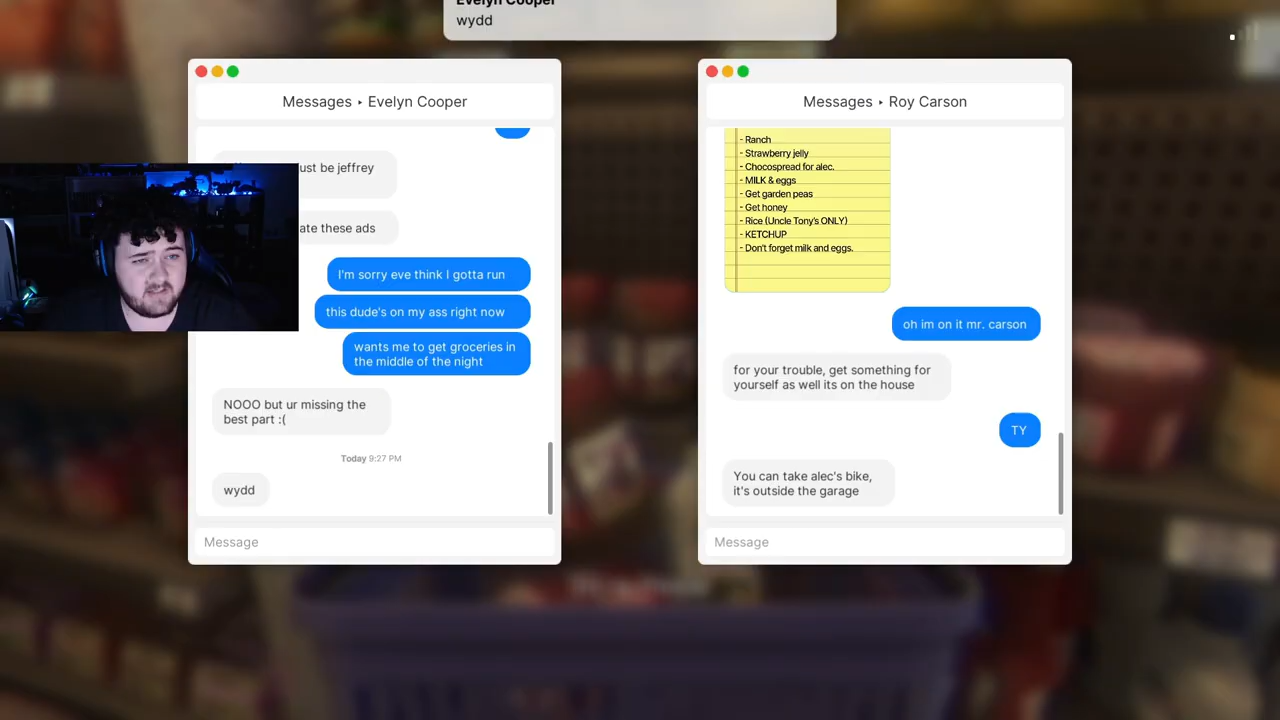 Evelyn Cooper
wydd
Messages ‣ Evelyn Cooper
ust be jeffrey
ate these ads
I'm sorry eve think I gotta run
this dude's on my ass right now
wants me to get groceries in
the middle of the night
NOOO but ur missing the
best part :(
Today 9:27 PM
wydd
Message
Messages ‣ Roy Carson
- Ranch
- Strawberry jelly
- Chocospread for alec.
- MILK & eggs
- Get garden peas
- Get honey
- Rice (Uncle Tony's ONLY)
- KETCHUP
- Don't forget milk and eggs.
oh im on it mr. carson
for your trouble, get something for
yourself as well its on the house
TY
You can take alec's bike,
it's outside the garage
Message